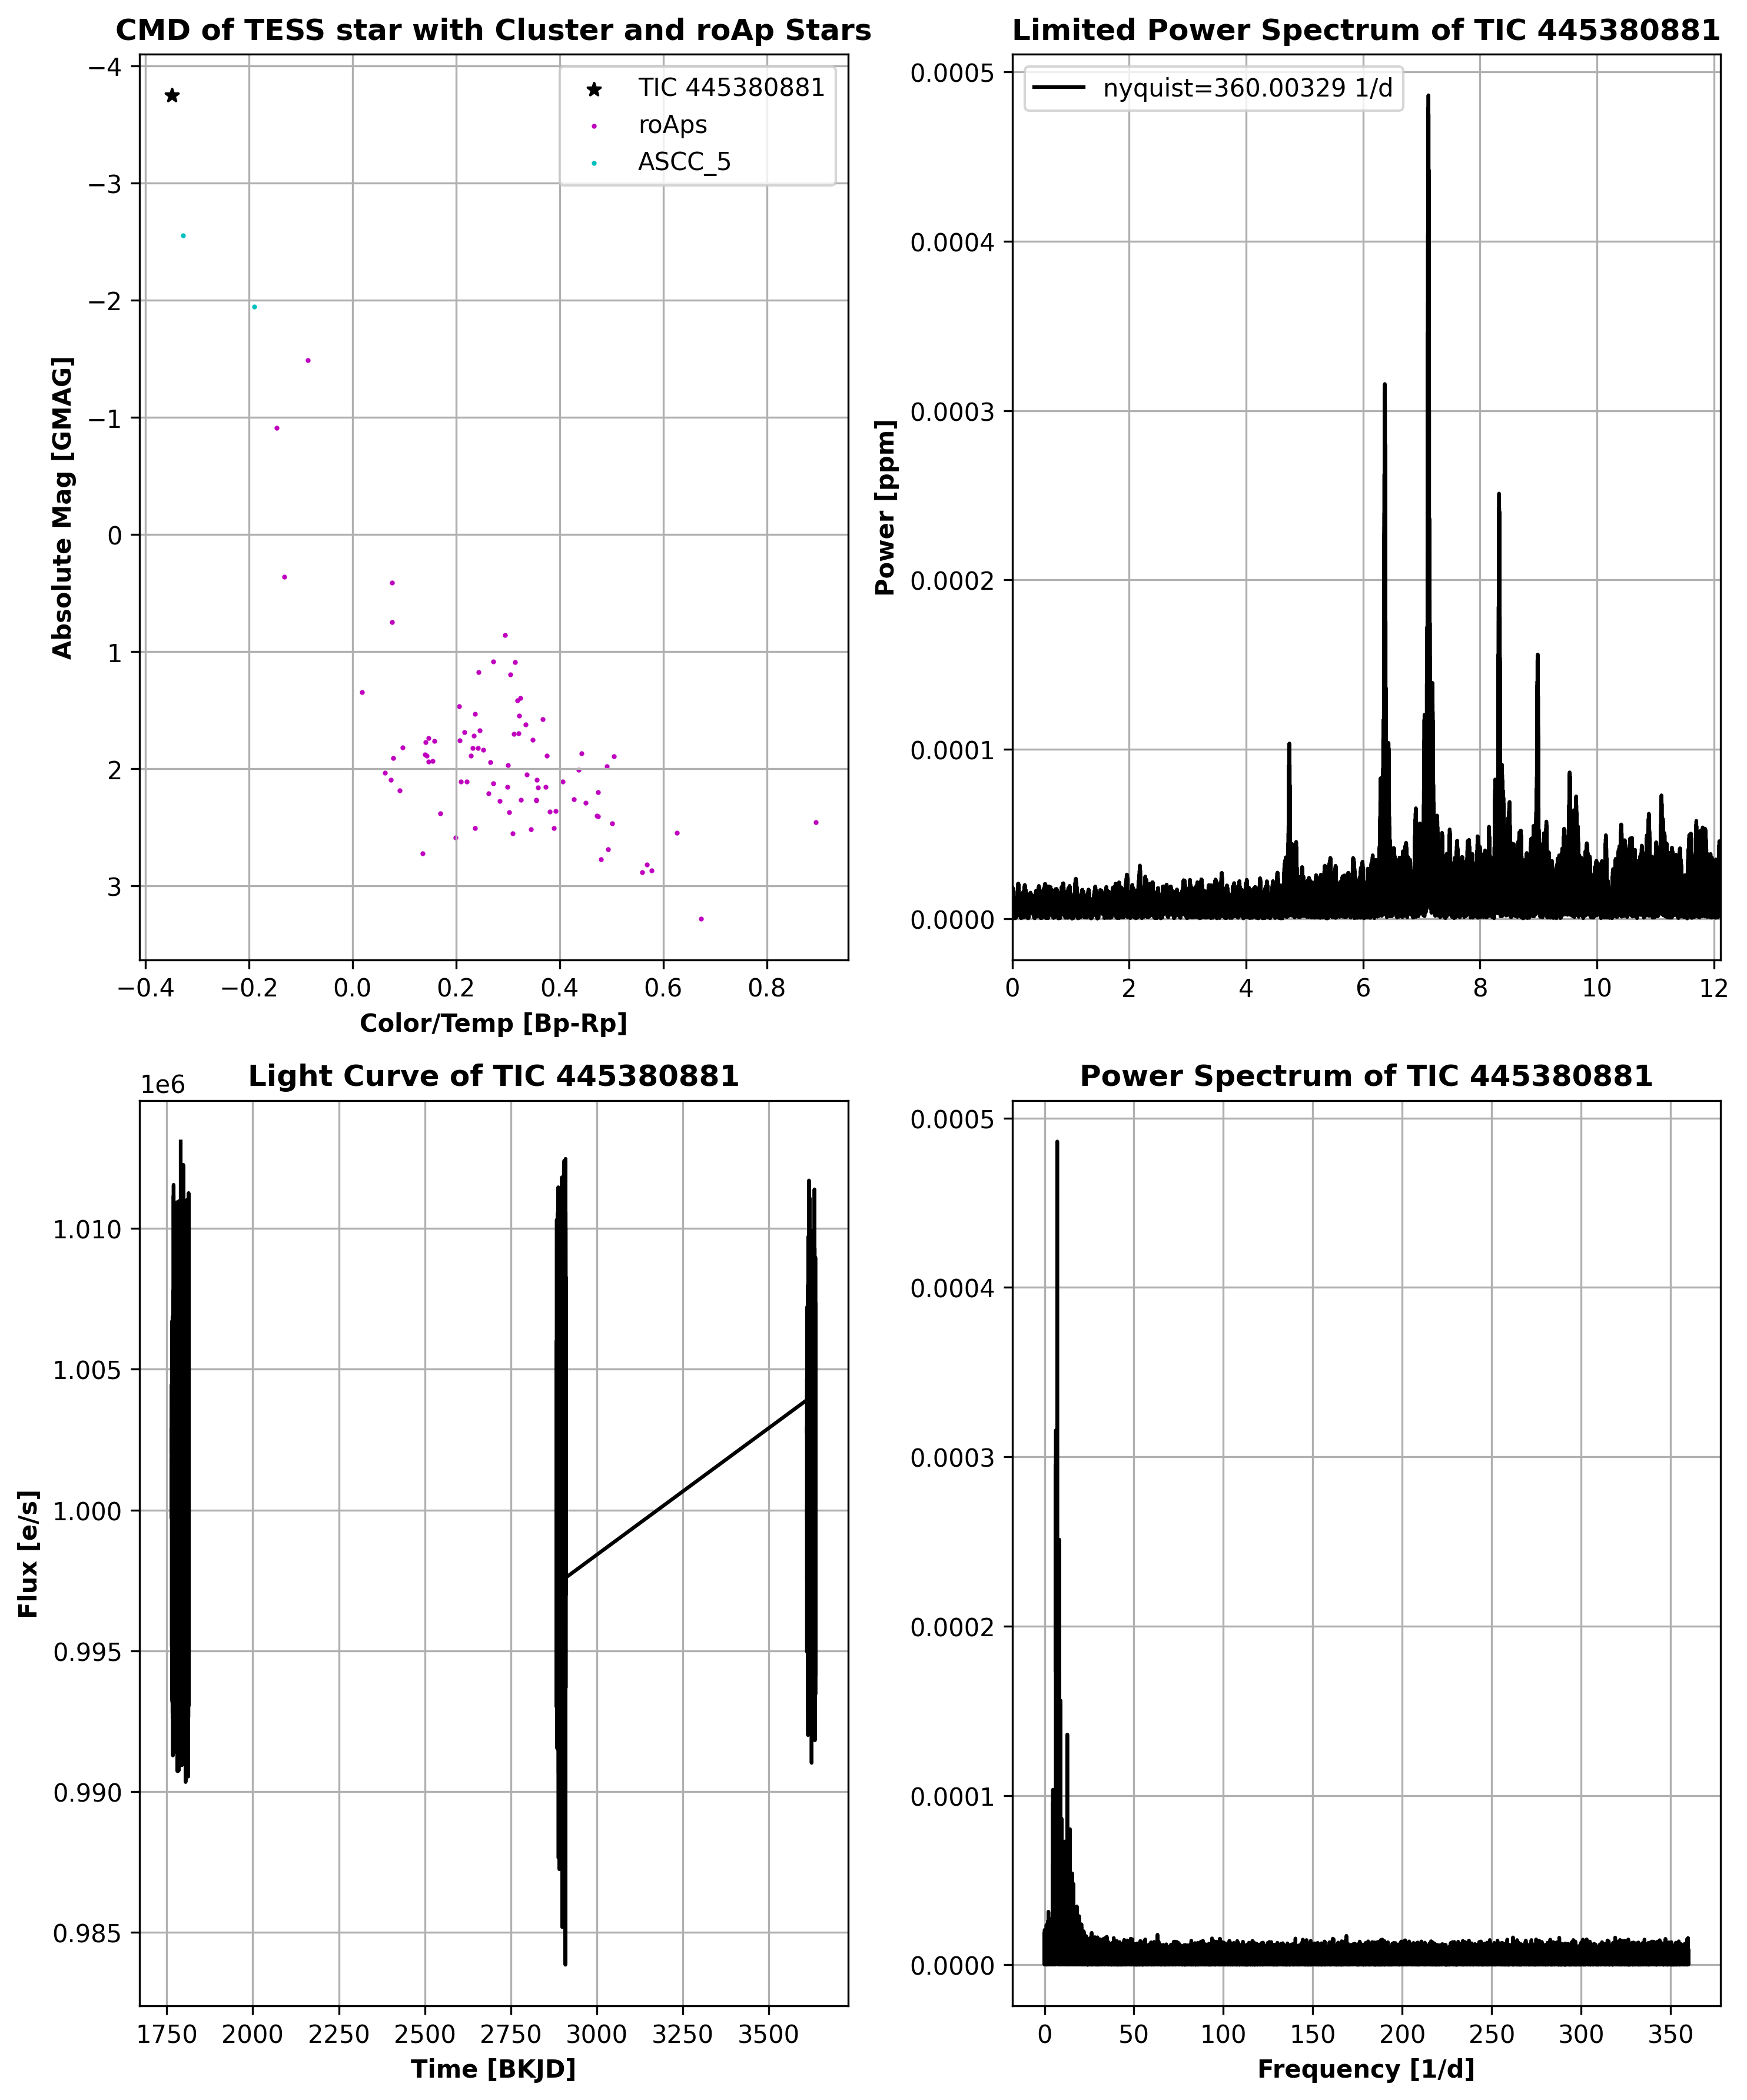 CMD of TESS star with Cluster and roAp Stars
TIC 445380881
roAps
ASCC_5
−4
−3
−2
−1
0
1
2
3
Absolute Mag [GMAG]
−0.4 −0.2 0.0 0.2 0.4 0.6 0.8
Color/Temp [Bp-Rp]
Limited Power Spectrum of TIC 445380881
nyquist=360.00329 1/d
0.0005
0.0004
0.0003
0.0002
0.0001
0.0000
Power [ppm]
0 2 4 6 8 10 12
Light Curve of TIC 445380881
1e6
1.010
1.005
1.000
0.995
0.990
0.985
Flux [e/s]
1750 2000 2250 2500 2750 3000 3250 3500
Time [BKJD]
Power Spectrum of TIC 445380881
0.0005
0.0004
0.0003
0.0002
0.0001
0.0000
0 50 100 150 200 250 300 350
Frequency [1/d]